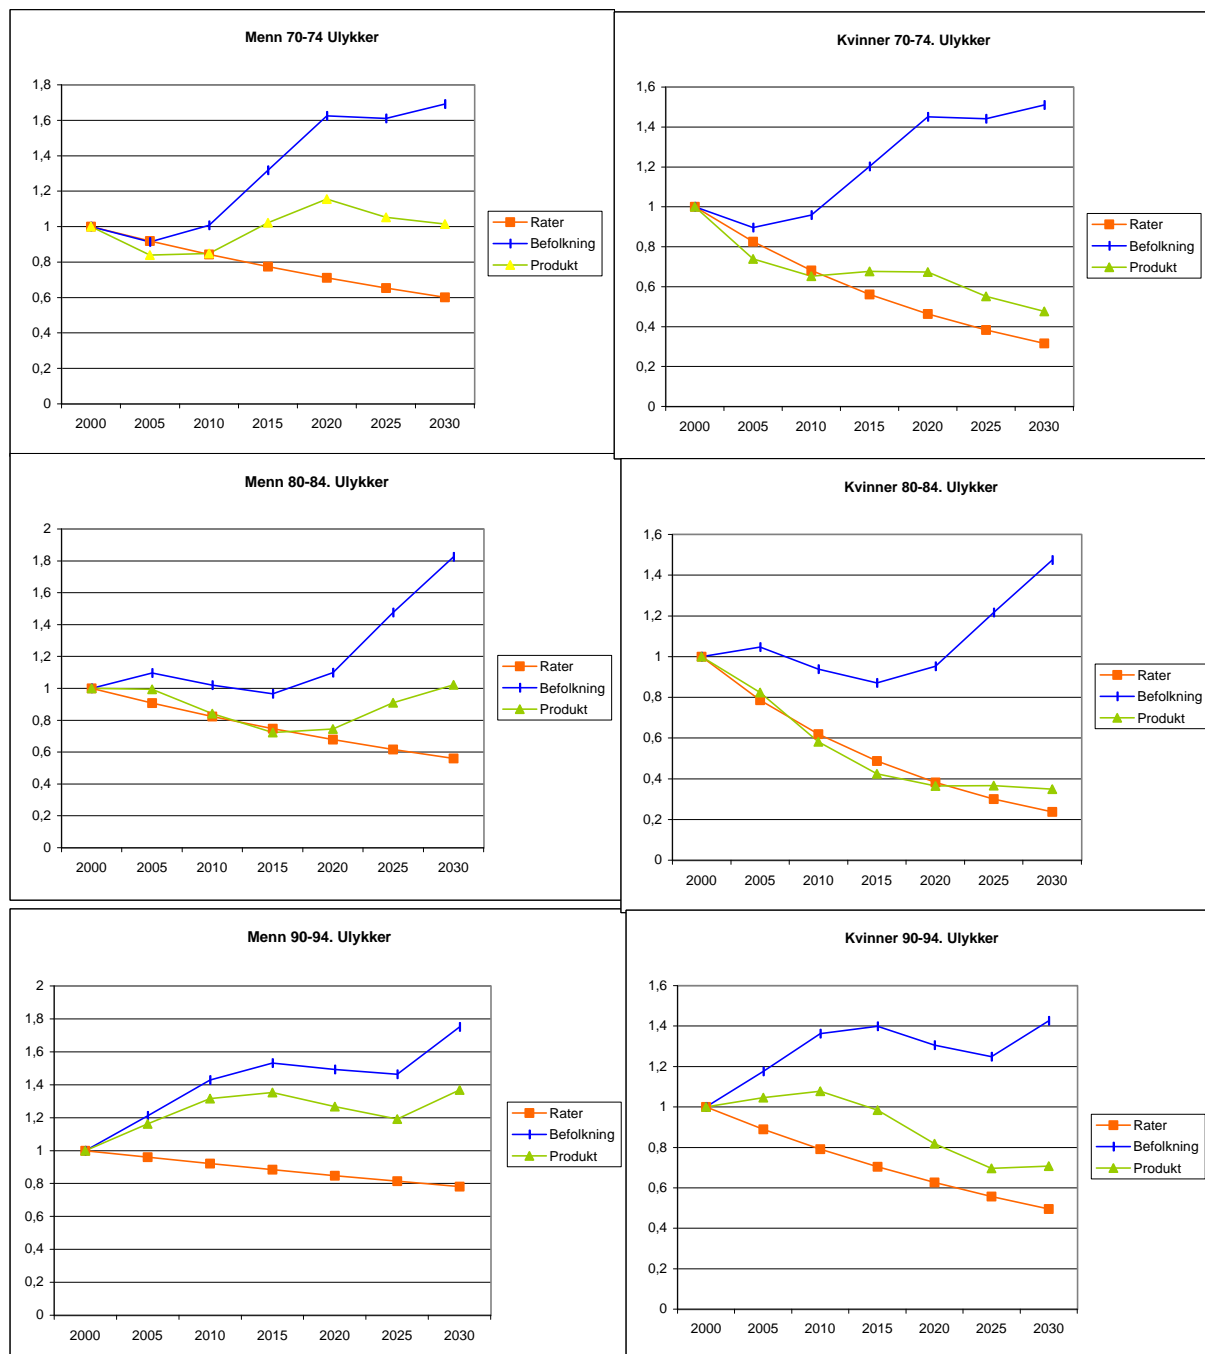 Menn 70-74 Ulykker
1,8
1,6
1,4
1,2
1
0,8
0,6
0,4
0,2
0
2000 2005 2010 2015 2020 2025 2030
Rater
Befolkning
Produkt
Kvinner 70-74. Ulykker
1,6
1,4
1,2
1
0,8
0,6
0,4
0,2
0
2000 2005 2010 2015 2020 2025 2030
Rater
Befolkning
Produkt
Menn 80-84. Ulykker
2
1,8
1,6
1,4
1,2
1
0,8
0,6
0,4
0,2
0
2000 2005 2010 2015 2020 2025 2030
Rater
Befolkning
Produkt
Kvinner 80-84. Ulykker
1,6
1,4
1,2
1
0,8
0,6
0,4
0,2
0
2000 2005 2010 2015 2020 2025 2030
Rater
Befolkning
Produkt
Menn 90-94. Ulykker
2
1,8
1,6
1,4
1,2
1
0,8
0,6
0,4
0,2
0
2000 2005 2010 2015 2020 2025 2030
Rater
Befolkning
Produkt
Kvinner 90-94. Ulykker
1,6
1,4
1,2
1
0,8
0,6
0,4
0,2
0
2000 2005 2010 2015 2020 2025 2030
Rater
Befolkning
Produkt